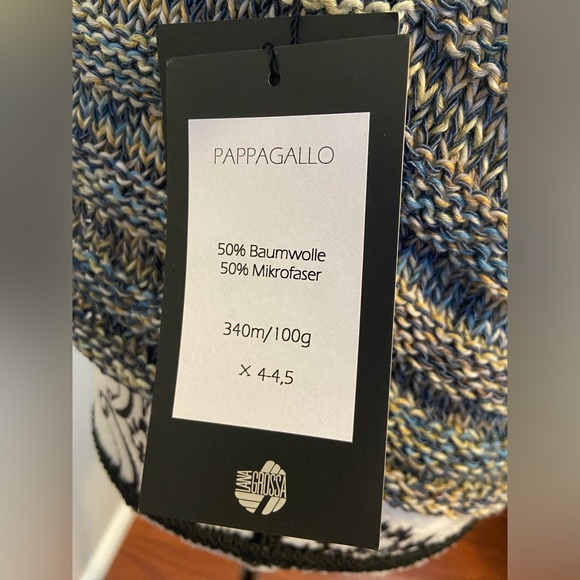 PAPPAGALLO
50% Baumwolle
50% Mikrofaser
340m/100g
X 4-4,5
LANA
GROSSA